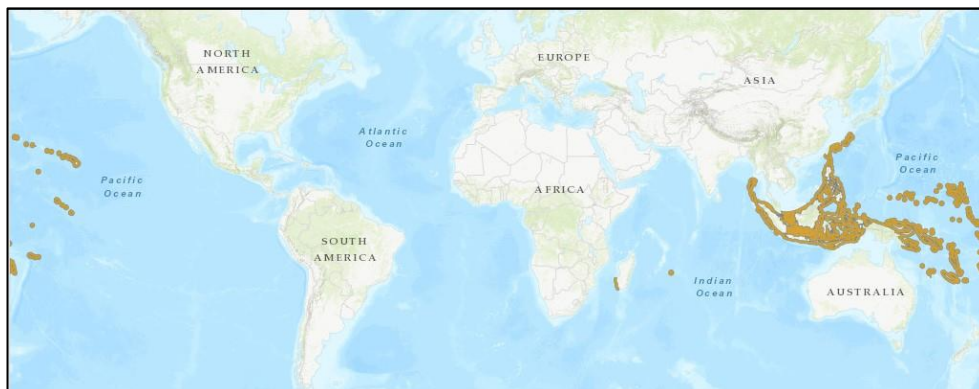 NORTH
AMERICA
EUROPE
ASIA
Atlantic
Ocean
Pacific
Ocean
Pacific
Ocean
AFRICA
SOUTH
AMERICA
Indian
Ocean
AUSTRALIA